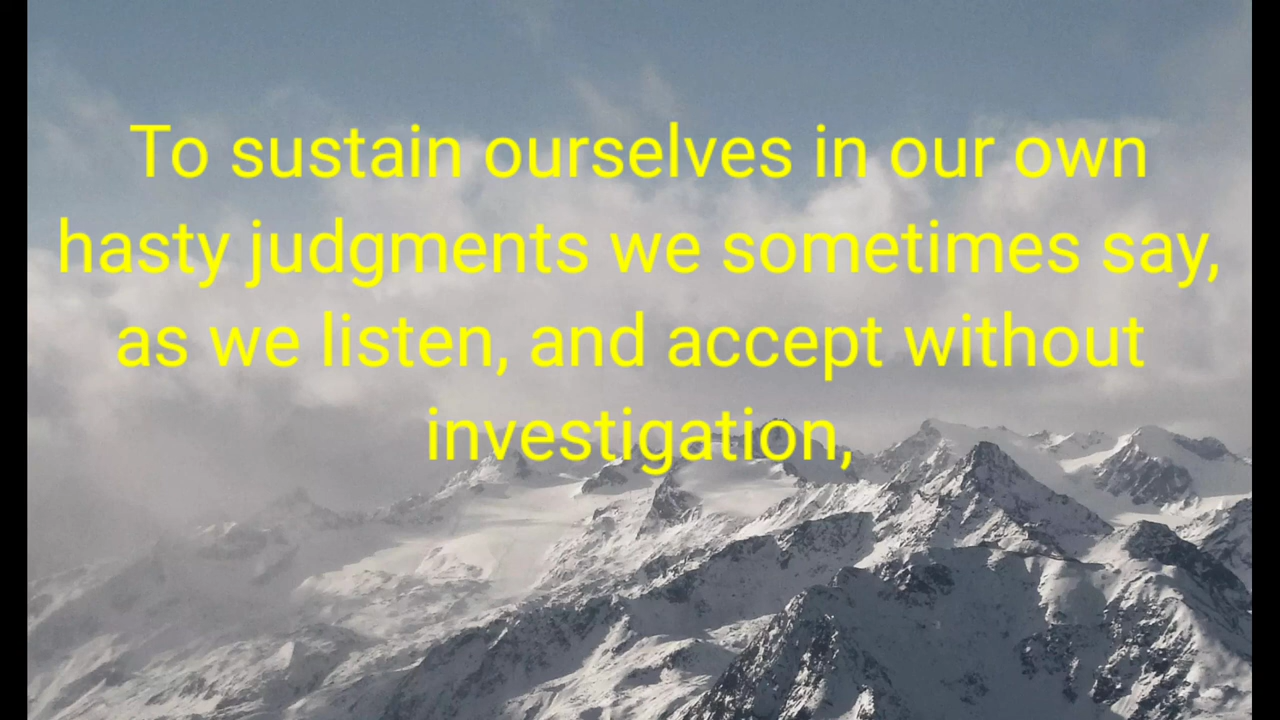 To sustain ourselves in our own
hasty judgments we sometimes say,
as we listen, and accept without
investigation,